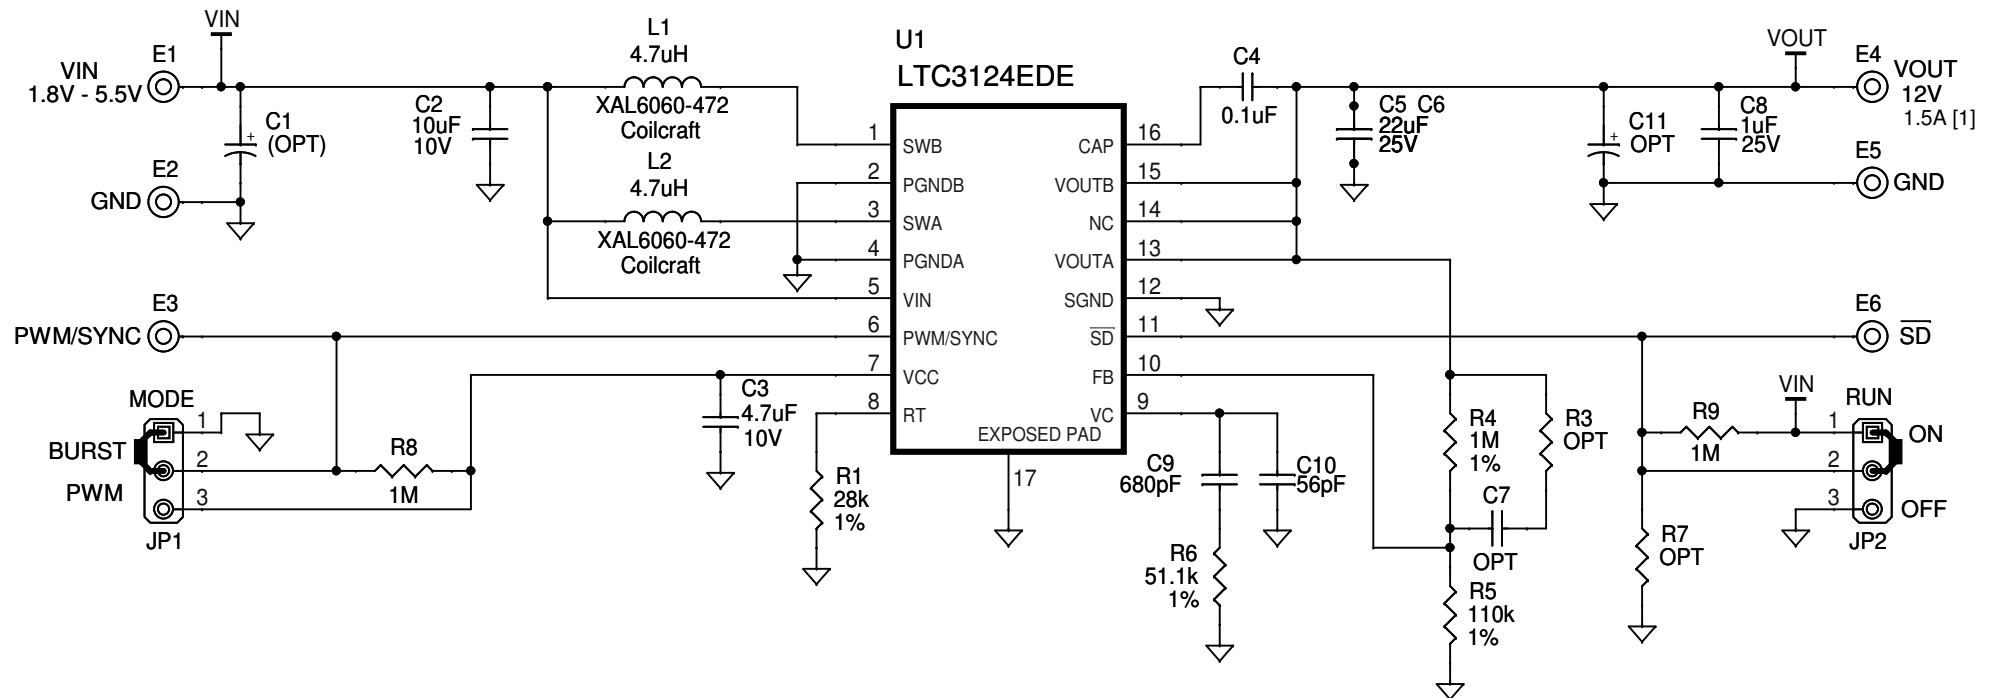 VIN
E1
VIN
1.8V - 5.5V
C1
(OPT)
+
E2
GND
C2
10uF
10V
L1
4.7uH
XAL6060-472
Coilcraft
L2
4.7uH
XAL6060-472
Coilcraft
U1
LTC3124EDE
1
SWB
2
PGNDB
3
SWA
4
PGNDA
5
VIN
6
PWM/SYNC
7
VCC
8
RT
16
CAP
15
VOUTB
14
NC
13
VOUTA
12
SGND
11
SD
10
FB
9
VC
EXPOSED PAD
17
C4
0.1uF
C5 C6
22uF
25V
C11
OPT
+
C8
1uF
25V
VOUT
E4
VOUT
12V
1.5A [1]
E5
GND
E3
PWM/SYNC
MODE
BURST
PWM
1
2
3
JP1
R8
1M
C3
4.7uF
10V
R1
28k
1%
C9
680pF
C10
56pF
R6
51.1k
1%
R4
1M
1%
R3
OPT
C7
OPT
R5
110k
1%
E6
SD
VIN
RUN
R9
1M
1
ON
2
3
OFF
JP2
R7
OPT